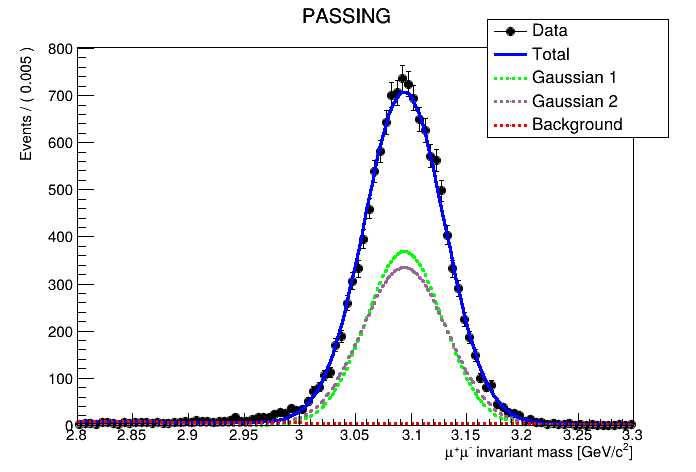 PASSING
Data
Total
Gaussian 1
Gaussian 2
Background
Events / ( 0.005 )
800
700
600
500
400
300
200
100
0
2.8 2.85 2.9 2.95 3 3.05 3.1 3.15 3.2 3.25 3.3
μ⁺μ⁻ invariant mass [GeV/c²]